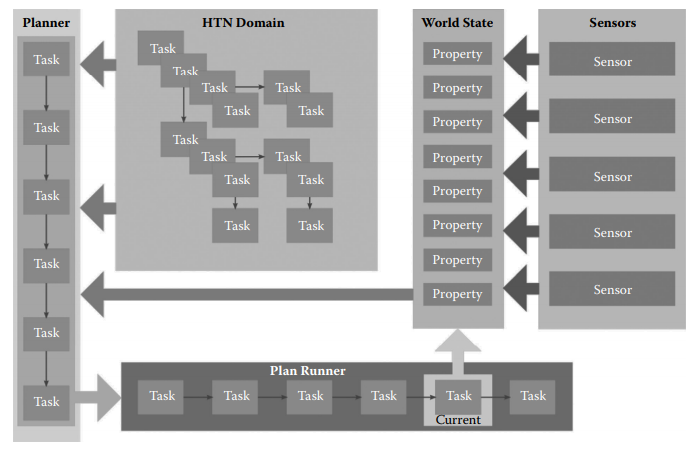 Planner
Task
Task
Task
Task
Task
Task
HTN Domain
Task
Task
Task
Task
Task
Task
Task
Task
Task
Task
Task
Task
Task
Task
World State
Property
Property
Property
Property
Property
Property
Property
Property
Sensors
Sensor
Sensor
Sensor
Sensor
Sensor
Plan Runner
Task
Task
Task
Task
Task
Task
Current